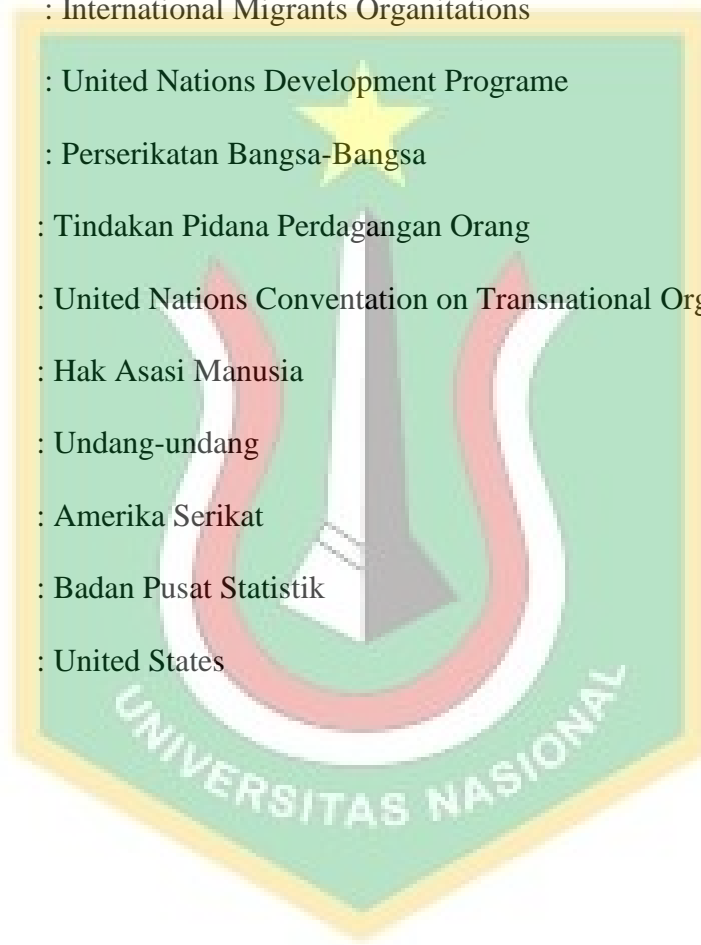 : International Migrants Organitations
: United Nations Development Programe
: Perserikatan Bangsa-Bangsa
: Tindakan Pidana Perdagangan Orang
: United Nations Conventation on Transnational
: Hak Asasi Manusia
: Undang-undang
: Amerika Serikat
: Badan Pusat Statistik
: United States
UNIVERSITAS NASIONAL